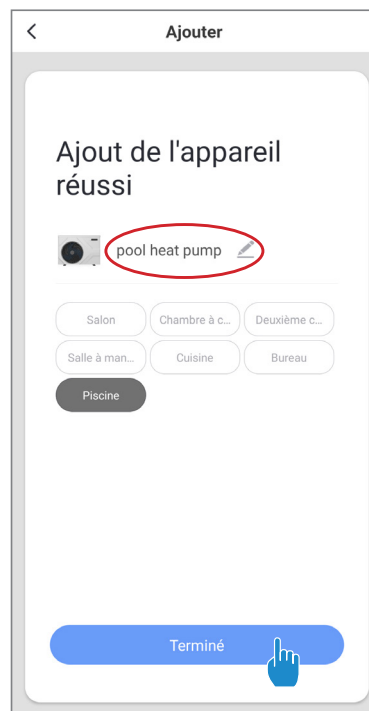 Ajouter
Ajout de l'appareil
réussi
pool heat pump
Salon
Chambre à c...
Deuxième c...
Salle à man...
Cuisine
Bureau
Piscine
Terminé